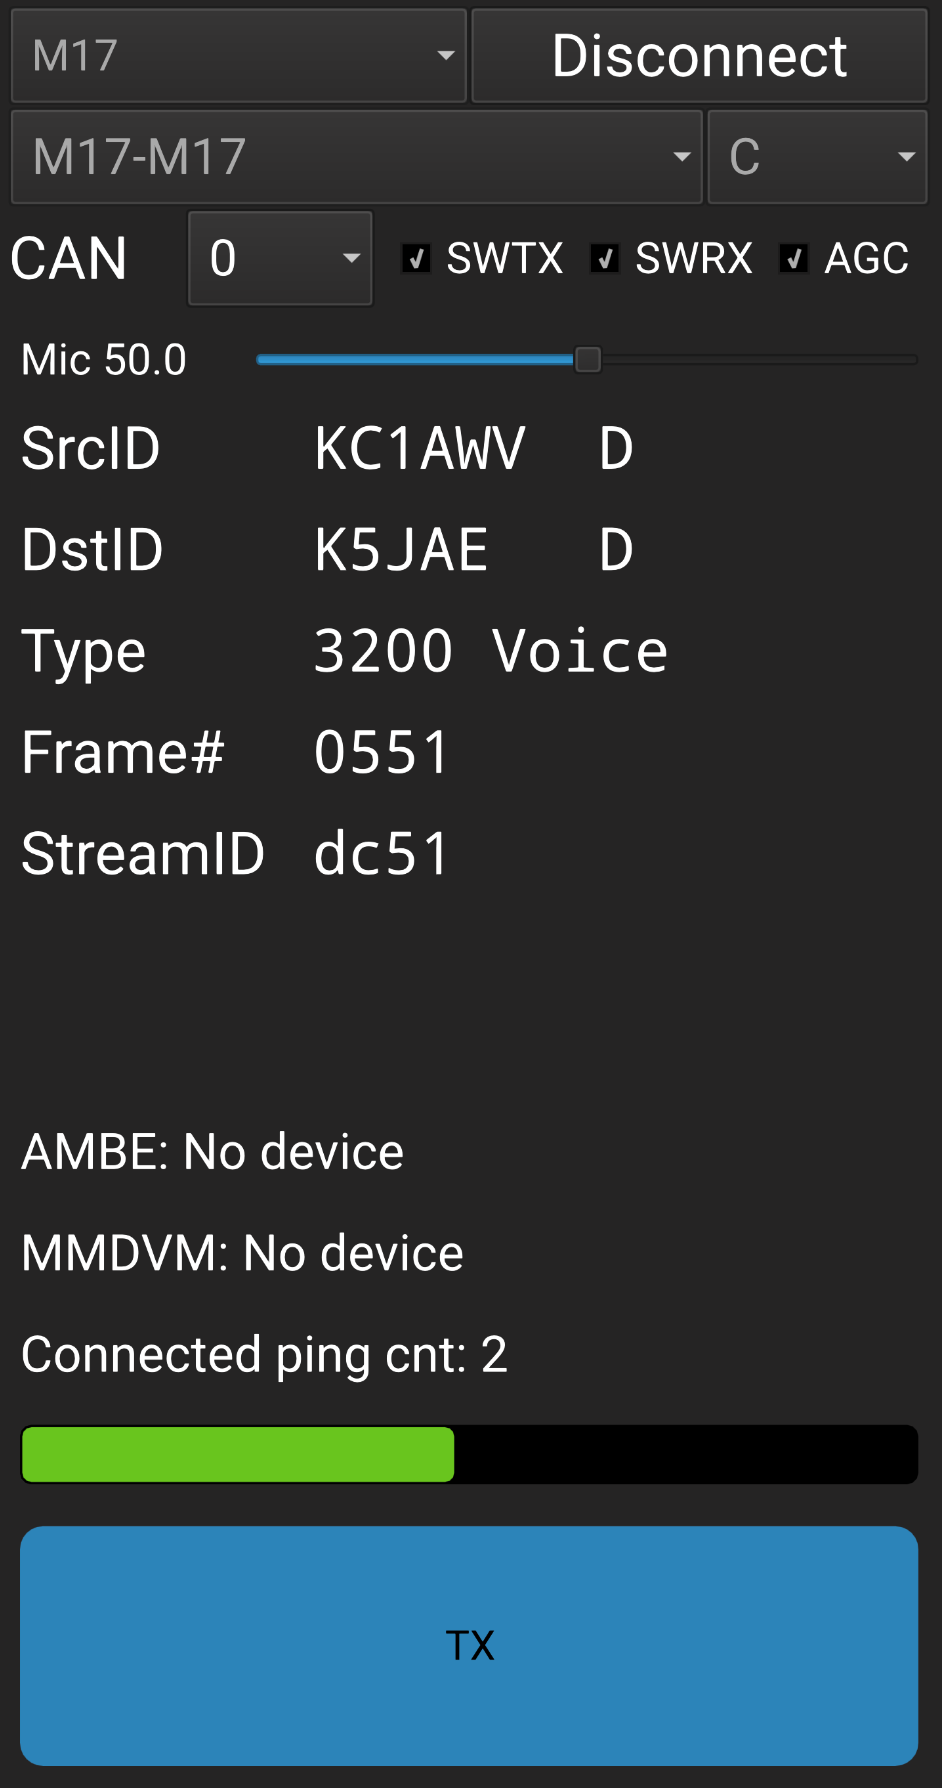 M17 Disconnect
M17-M17 C
CAN 0 SWTX SWRX AGC
Mic 50.0
SrcID KC1AWV D
DstID K5JAE D
Type 3200 Voice
Frame# 0551
StreamID dc51
AMBE: No device
MMDVM: No device
Connected ping cnt: 2
TX